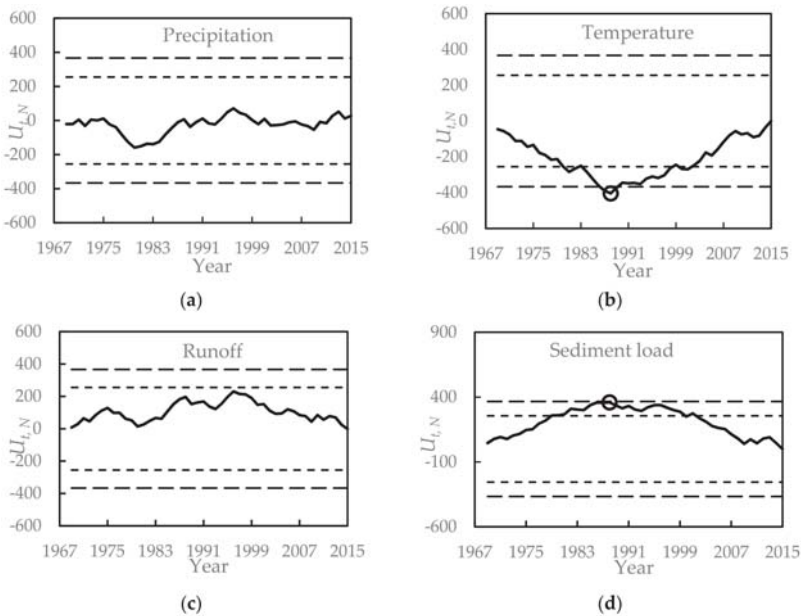 600
400
200
0
-200
-400
-600
U_{t,N}
Precipitation
1967 1975 1983 1991 1999 2007 2015
Year
(a)
600
400
200
0
-200
-400
-600
U_{t,N}
Temperature
1967 1975 1983 1991 1999 2007 2015
Year
(b)
600
400
200
0
-200
-400
-600
U_{t,N}
Runoff
1967 1975 1983 1991 1999 2007 2015
Year
(c)
900
400
-100
-600
U_{t,N}
Sediment load
1967 1975 1983 1991 1999 2007 2015
Year
(d)